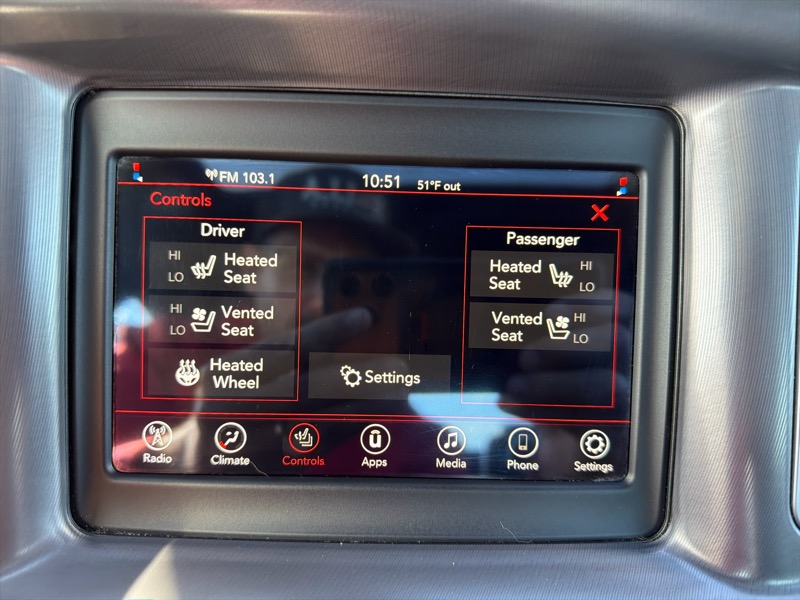 FM 103.1 10:51 51°F out
Controls X
Driver
HI
LO
Heated
Seat
HI
LO
Vented
Seat
Heated
Wheel
Settings
Passenger
Heated
Seat
HI
LO
Vented
Seat
HI
LO
Radio Climate Controls Apps Media Phone Settings